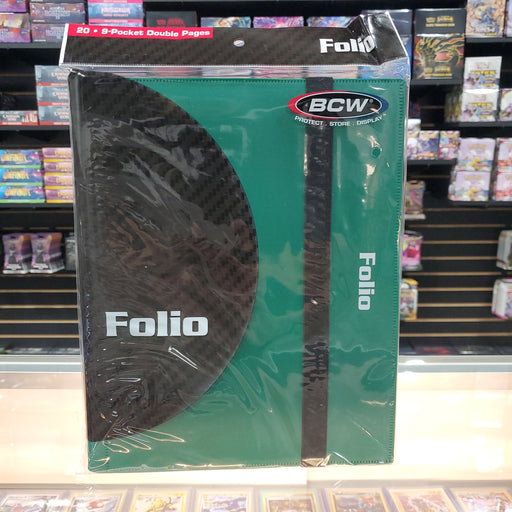 20 • 9-Pocket Double Pages
Folio
BCW
PROTECT . STORE . DISPLAY
Folio
Folio